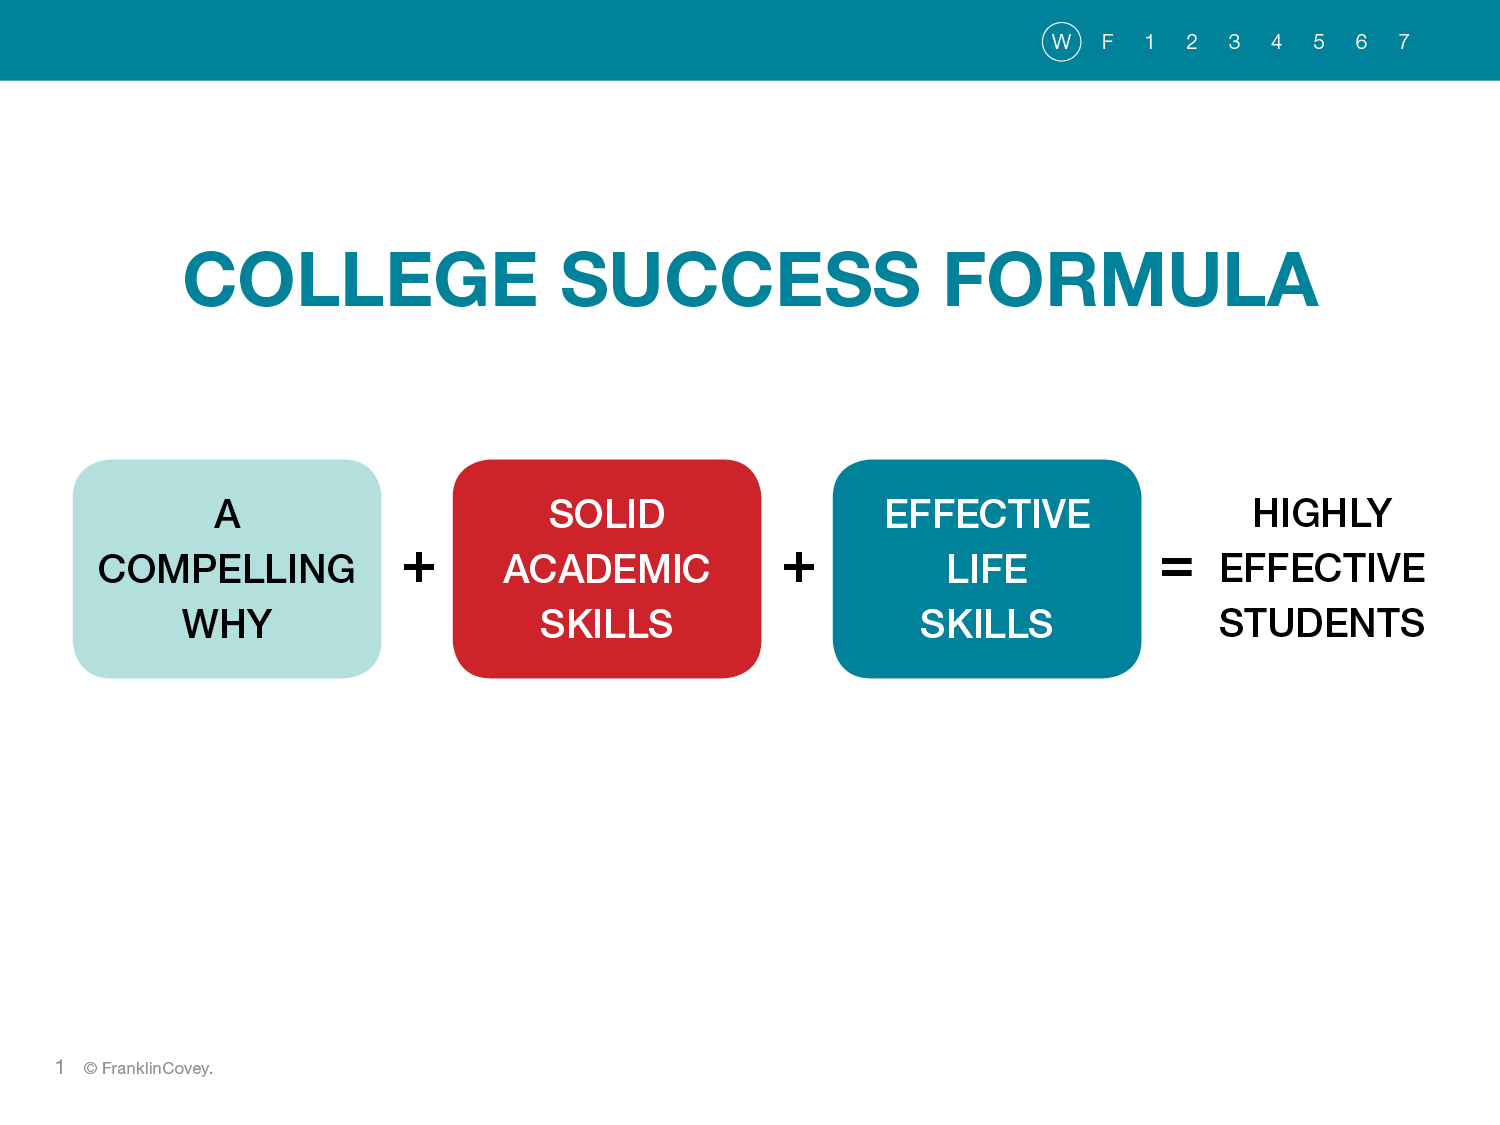 W F 1 2 3 4 5 6 7
COLLEGE SUCCESS FORMULA
A
COMPELLING
WHY
+
SOLID
ACADEMIC
SKILLS
+
EFFECTIVE
LIFE
SKILLS
=
HIGHLY
EFFECTIVE
STUDENTS
1 © FranklinCovey.